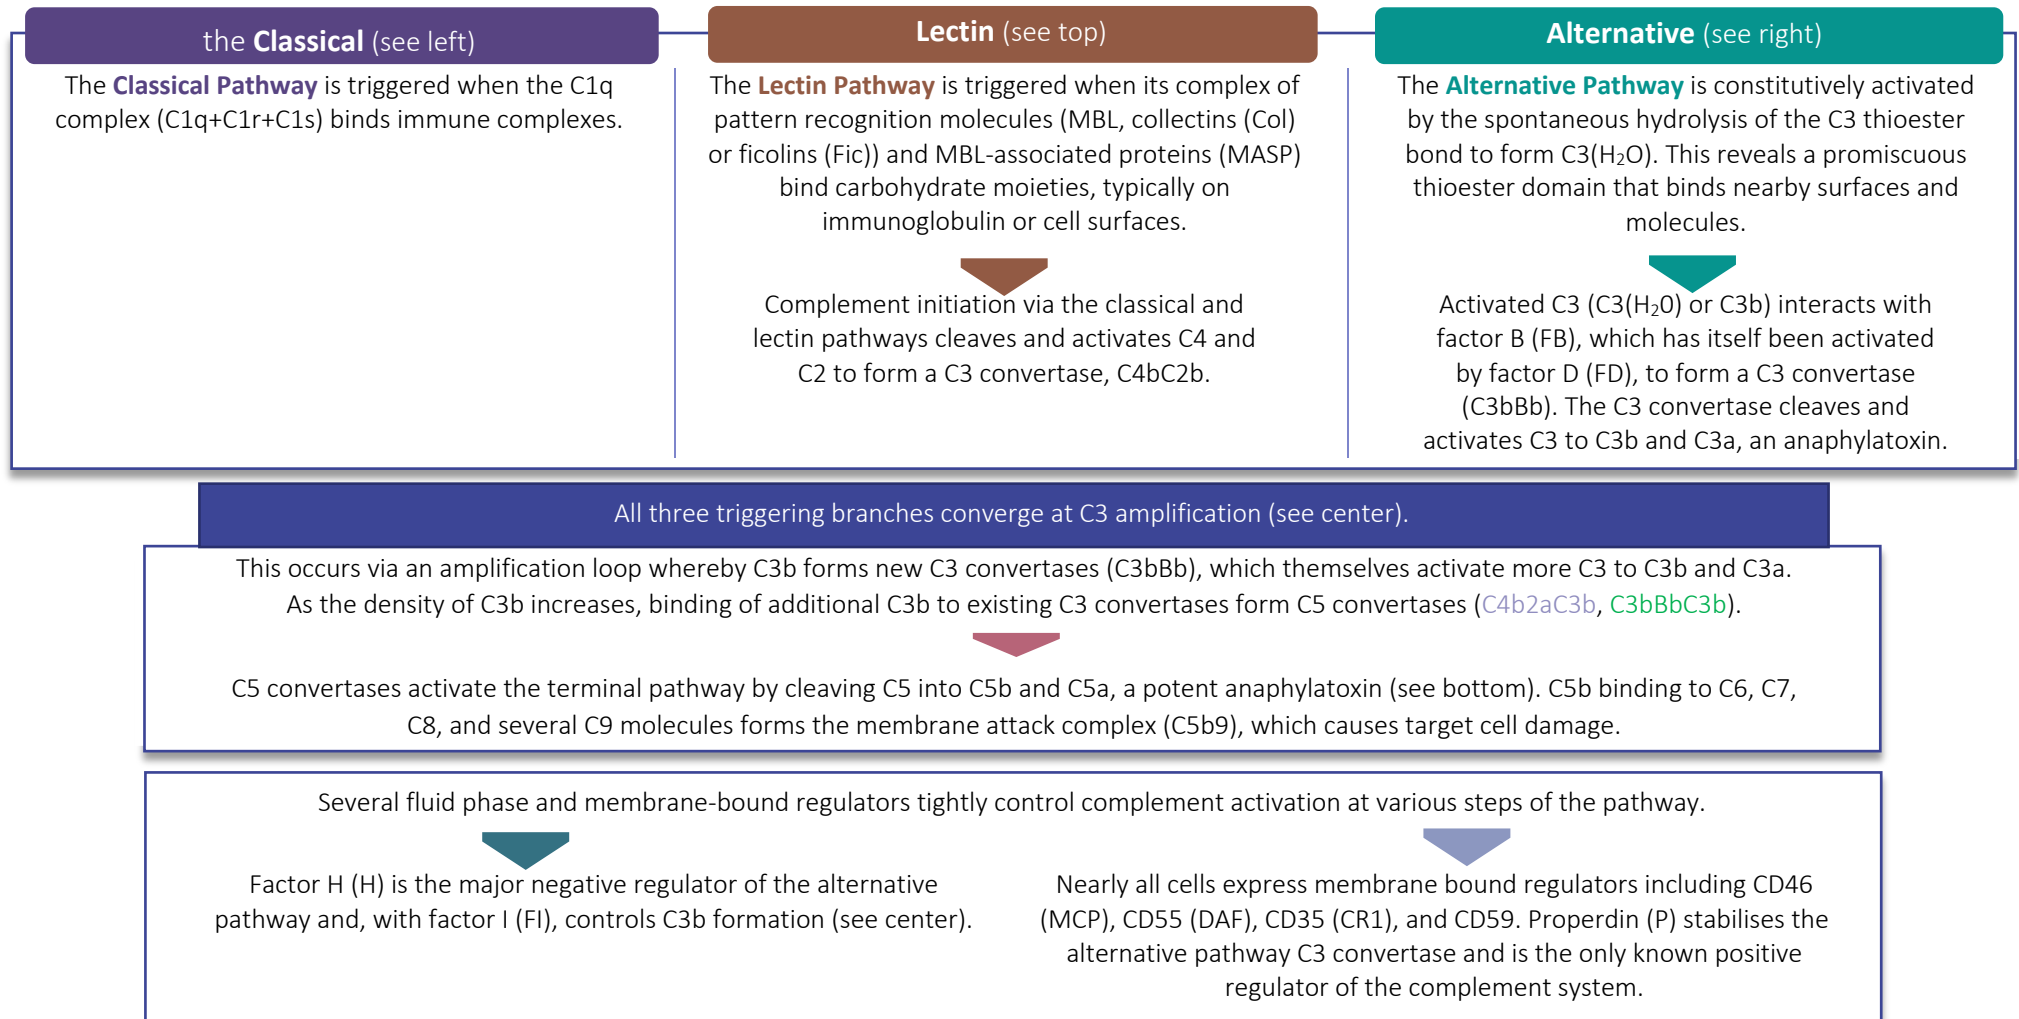 the Classical (see left)
The Classical Pathway is triggered when the C1q
complex (C1q+C1r+C1s) binds immune complexes.
Lectin (see top)
The Lectin Pathway is triggered when its complex of
pattern recognition molecules (MBL, collectins (Col)
or ficolins (Fic)) and MBL-associated proteins (MASP)
bind carbohydrate moieties, typically on
immunoglobulin or cell surfaces.
Complement initiation via the classical and
lectin pathways cleaves and activates C4 and
C2 to form a C3 convertase, C4bC2b.
Alternative (see right)
The Alternative Pathway is constitutively activated
by the spontaneous hydrolysis of the C3 thioester
bond to form C3(H₂O). This reveals a promiscuous
thioester domain that binds nearby surfaces and
molecules.
Activated C3 (C3(H₂0) or C3b) interacts with
factor B (FB), which has itself been activated
by factor D (FD), to form a C3 convertase
(C3bBb). The C3 convertase cleaves and
activates C3 to C3b and C3a, an anaphylatoxin.
All three triggering branches converge at C3 amplification (see center).
This occurs via an amplification loop whereby C3b forms new C3 convertases (C3bBb), which themselves activate more C3 to C3b and C3a.
As the density of C3b increases, binding of additional C3b to existing C3 convertases form C5 convertases (C4b2aC3b, C3bBbC3b).
C5 convertases activate the terminal pathway by cleaving C5 into C5b and C5a, a potent anaphylatoxin (see bottom). C5b binding to C6, C7,
C8, and several C9 molecules forms the membrane attack complex (C5b9), which causes target cell damage.
Several fluid phase and membrane-bound regulators tightly control complement activation at various steps of the pathway.
Factor H (H) is the major negative regulator of the alternative
pathway and, with factor I (FI), controls C3b formation (see center).
Nearly all cells express membrane bound regulators including CD46
(MCP), CD55 (DAF), CD35 (CR1), and CD59. Properdin (P) stabilises the
alternative pathway C3 convertase and is the only known positive
regulator of the complement system.